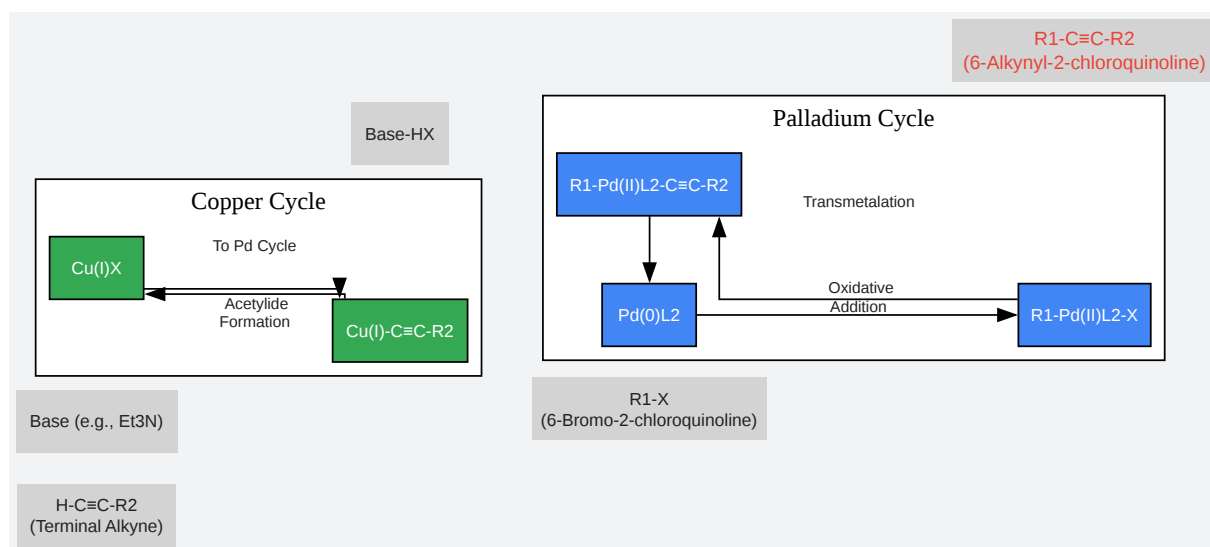 R1-C≡C-R2
(6-Alkynyl-2-chloroquinoline)
Base-HX
Palladium Cycle
R1-Pd(II)L2-C≡C-R2
Transmetalation
Copper Cycle
To Pd Cycle
Cu(I)X
Acetylide
Formation
Cu(I)-C≡C-R2
Oxidative
Addition
Pd(0)L2
R1-Pd(II)L2-X
Base (e.g., Et3N)
R1-X
(6-Bromo-2-chloroquinoline)
H-C≡C-R2
(Terminal Alkyne)